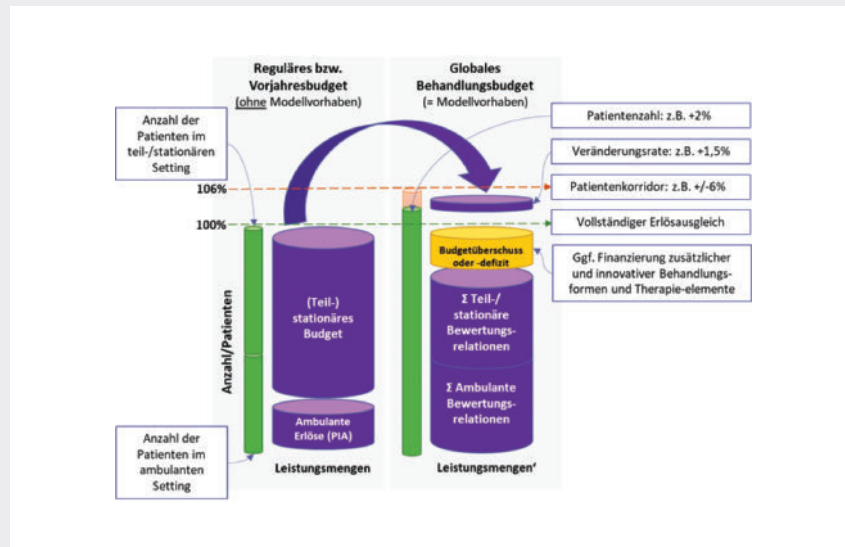 Reguläres bzw.
Vorjahresbudget
(ohne Modellvorhaben)
Globales
Behandlungsbudget
(= Modellvorhaben)
Anzahl der
Patienten im
teil-/stationären
Setting
106%
100%
Anzahl/Patienten
Anzahl der
Patienten im
ambulanten
Setting
(Teil-)
stationäres
Budget
Ambulante
Erlöse (PIA)
Leistungsmengen
Budgetüberschuss
oder -defizit
Σ Teil-/
stationäre
Bewertungs-
relationen
Σ Ambulante
Bewertungs-
relationen
Leistungsmengen‘
Patientenzahl: z.B. +2%
Veränderungsrate: z.B. +1,5%
Patientenkorridor: z.B. +/-6%
Vollständiger Erlösausgleich
Ggf. Finanzierung zusätzlicher
und innovativer Behandlungs-
formen und Therapie-elemente